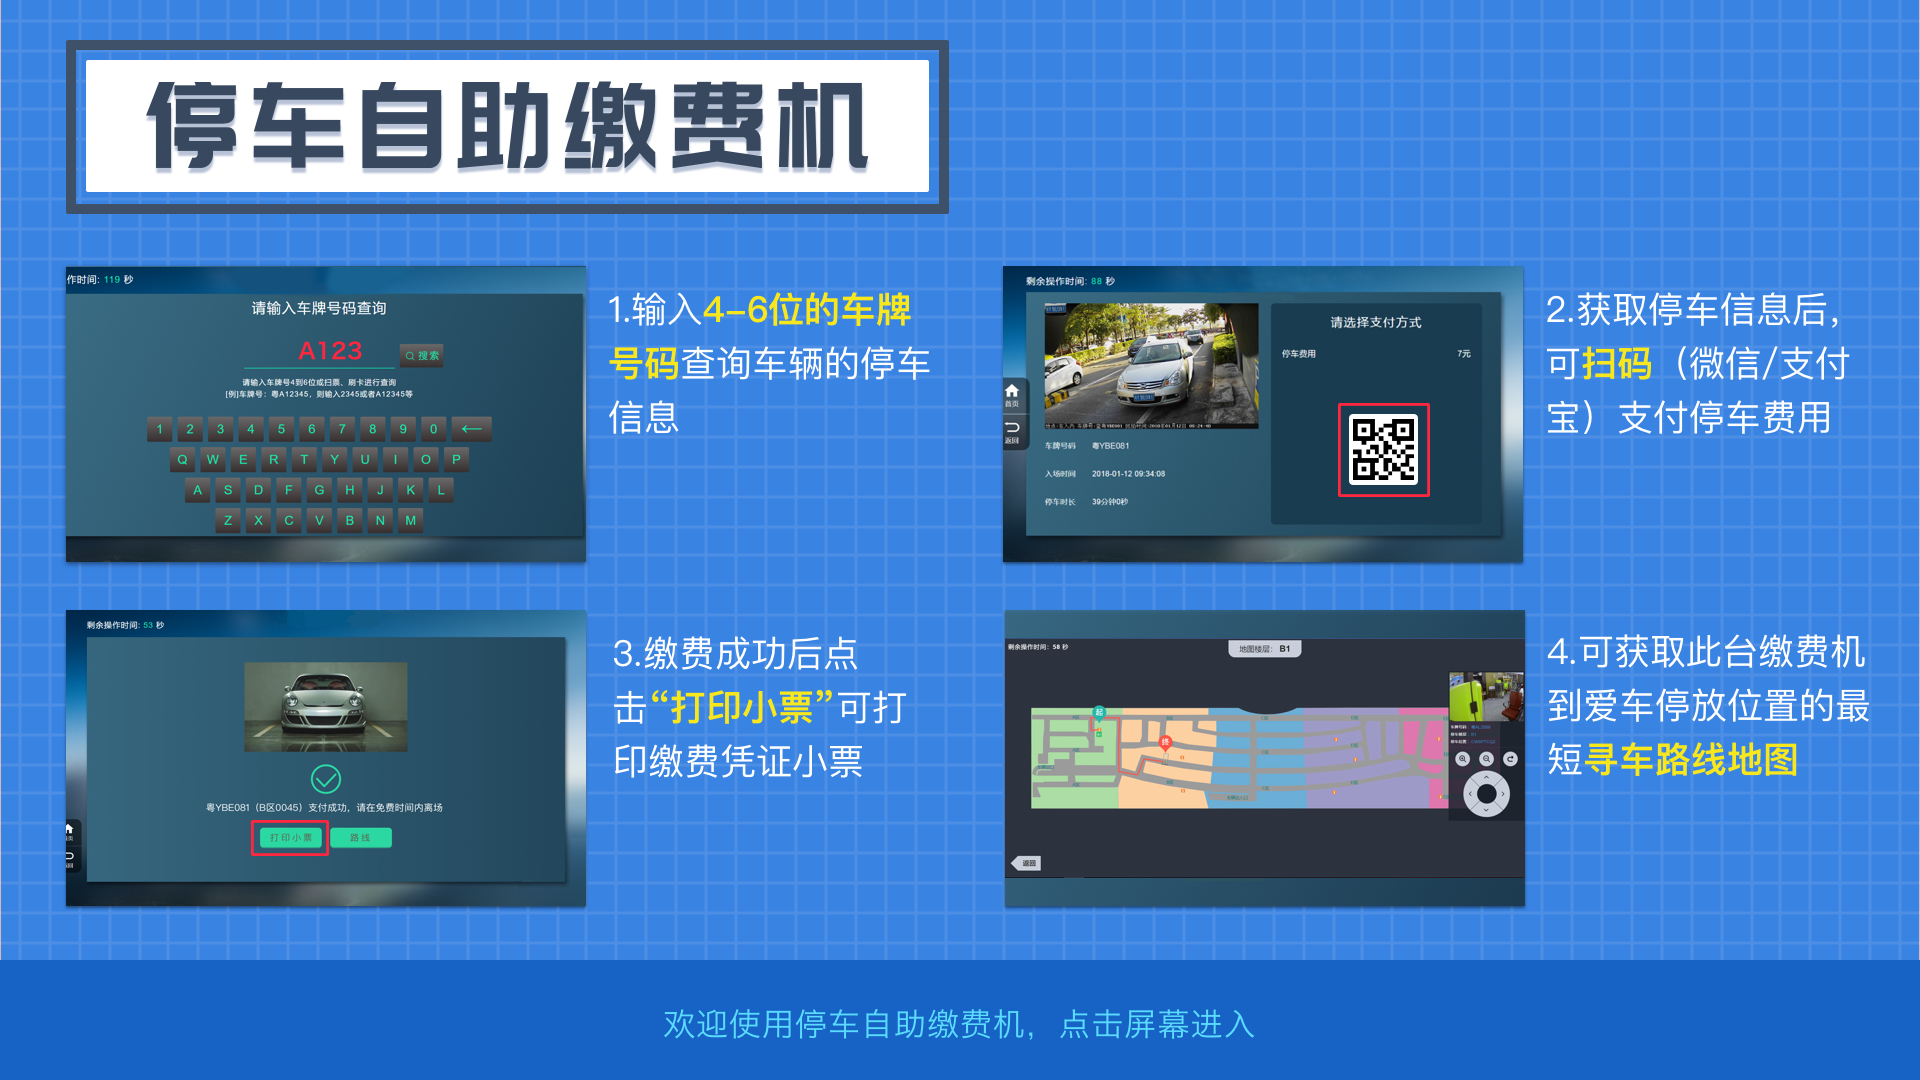 停车自助缴费机
作时间: 119 秒
请输入车牌号码查询
A123
搜索
请输入车牌号4到6位或扫票、刷卡进行查询
[例]车牌号：粤A12345，则输入2345或者A12345等
1 2 3 4 5 6 7 8 9 0 ←
Q W E R T Y U I O P
A S D F G H J K L
Z X C V B N M
1.输入4-6位的车牌
号码查询车辆的停车
信息
剩余操作时间: 88 秒
首页
返回
车牌号码 粤YBE081
入场时间 2018-01-12 09:34:08
停车时长 39分钟0秒
请选择支付方式
停车费用 7元
2.获取停车信息后，
可扫码（微信/支付
宝）支付停车费用
剩余操作时间: 53 秒
粤YBE081（B区0045）支付成功，请在免费时间内离场
打印小票 路线
3.缴费成功后点
击“打印小票”可打
印缴费凭证小票
剩余操作时间: 58 秒
地图楼层: B1
起
终
返回
4.可获取此台缴费机
到爱车停放位置的最
短寻车路线地图
欢迎使用停车自助缴费机，点击屏幕进入